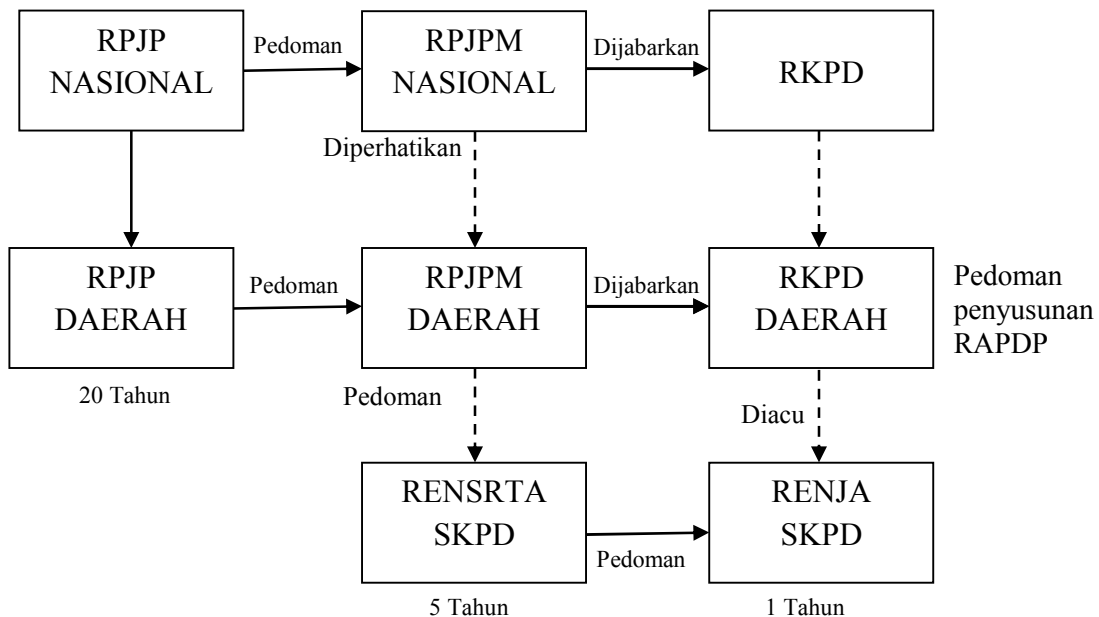 RPJP
NASIONAL
Pedoman
RPJPM
NASIONAL
Dijabarkan
RKPD
Diperhatikan
RPJP
DAERAH
Pedoman
RPJPM
DAERAH
Dijabarkan
RKPD
DAERAH
Pedoman
penyusunan
RAPDP
20 Tahun
Pedoman
Diacu
RENSRTA
SKPD
Pedoman
RENJA
SKPD
5 Tahun
1 Tahun